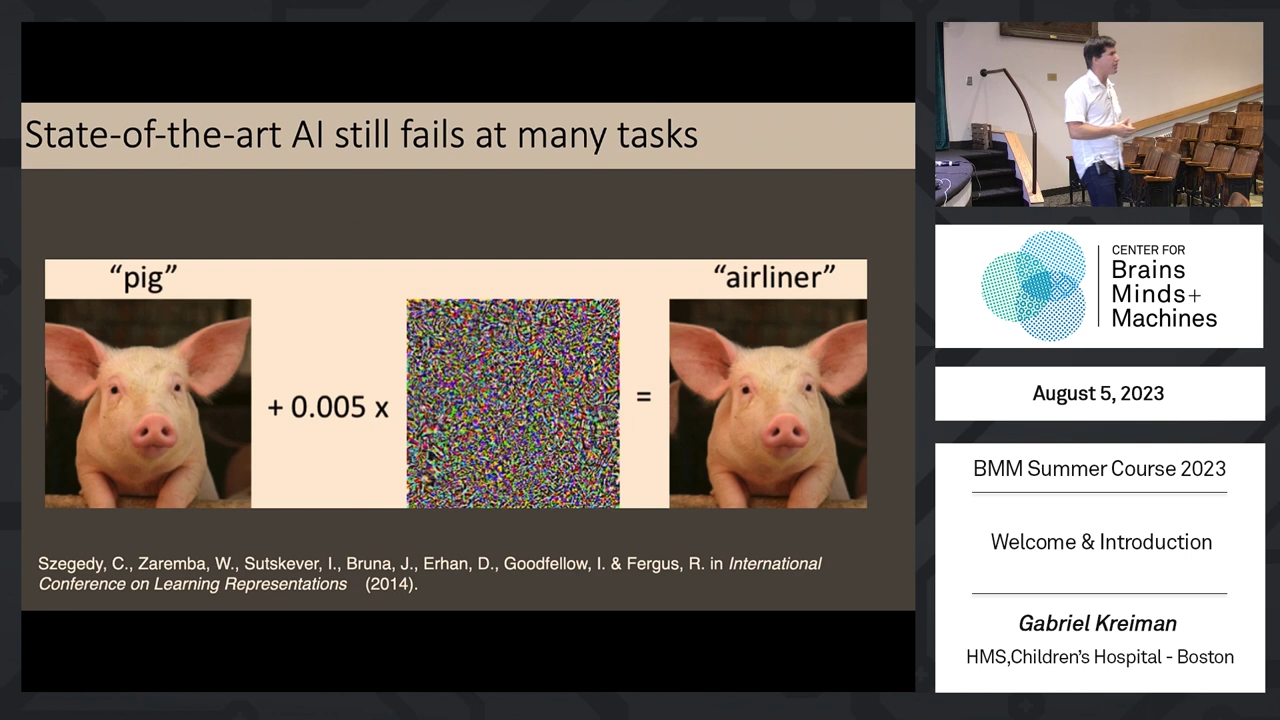 State-of-the-art AI still fails at many tasks
“pig”
“airliner”
+ 0.005 x
=
Szegedy, C., Zaremba, W., Sutskever, I., Bruna, J., Erhan, D., Goodfellow, I. & Fergus, R. in International
Conference on Learning Representations (2014).
CENTER FOR
Brains
Minds+
Machines
August 5, 2023
BMM Summer Course 2023
Welcome & Introduction
Gabriel Kreiman
HMS,Children’s Hospital - Boston